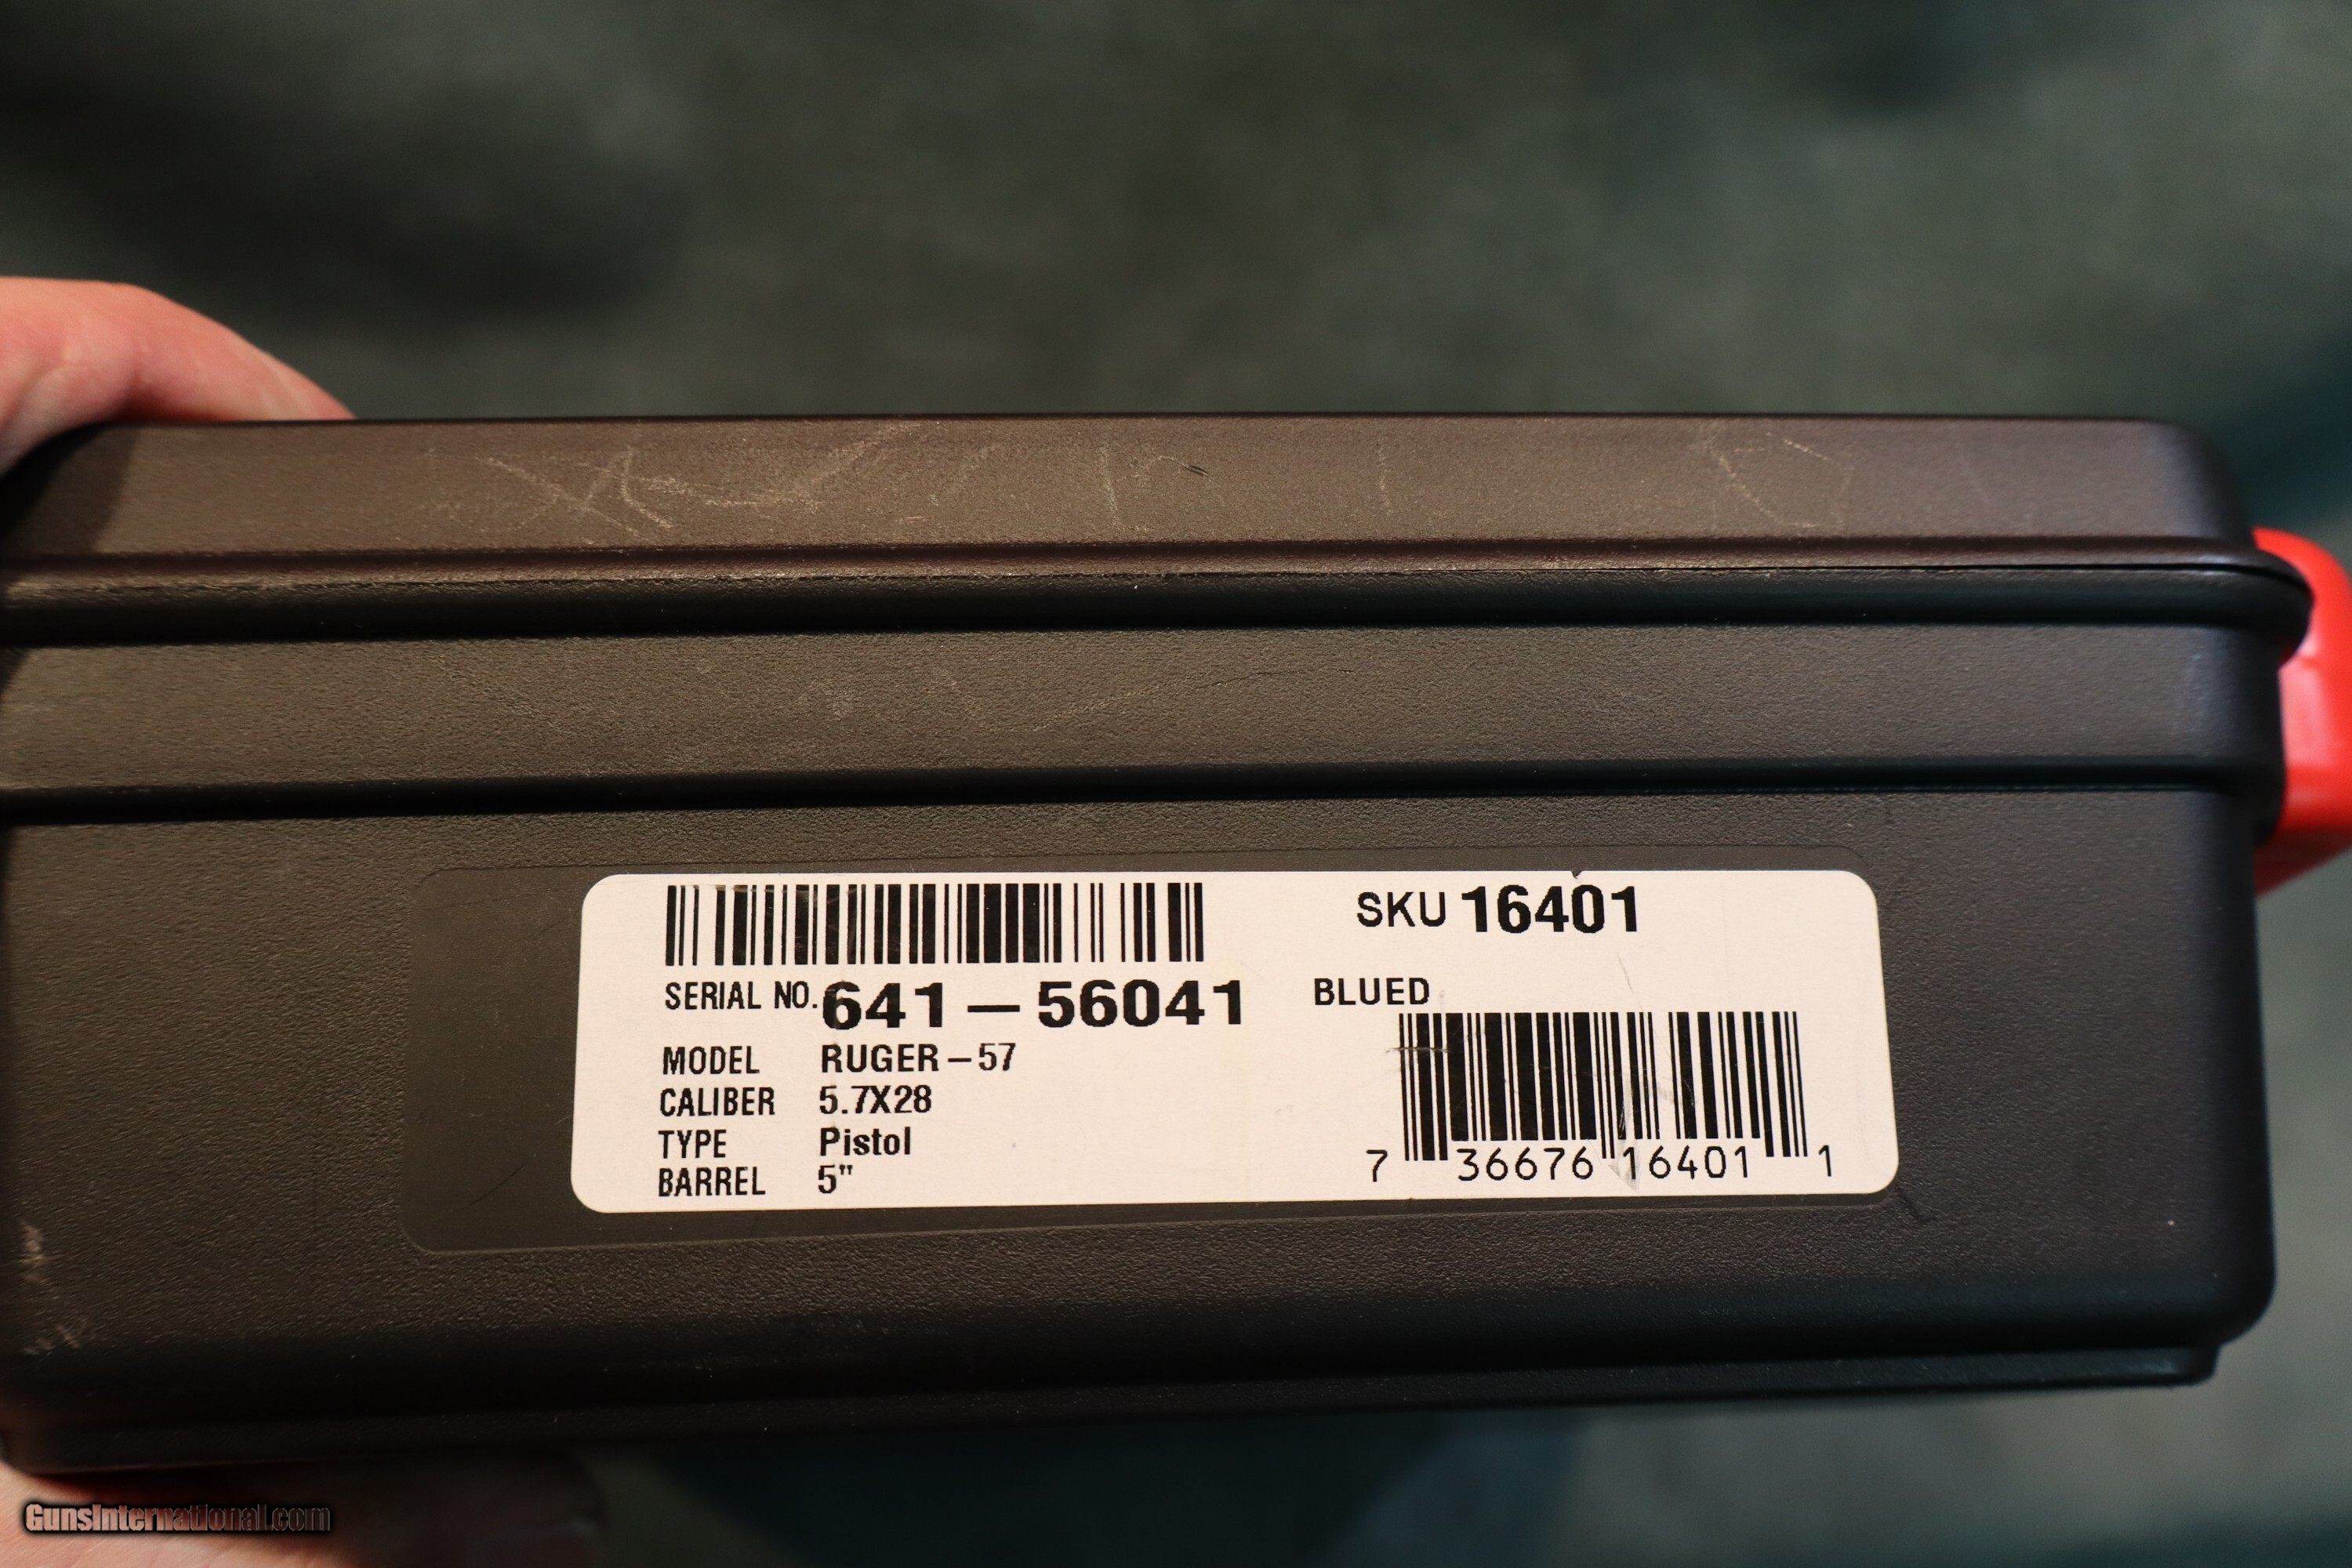 SKU 16401
SERIAL NO. 641-56041
BLUED
MODEL RUGER-57
CALIBER 5.7X28
TYPE Pistol
BARREL 5"
7 36676 16401 1
GunsInternational.com